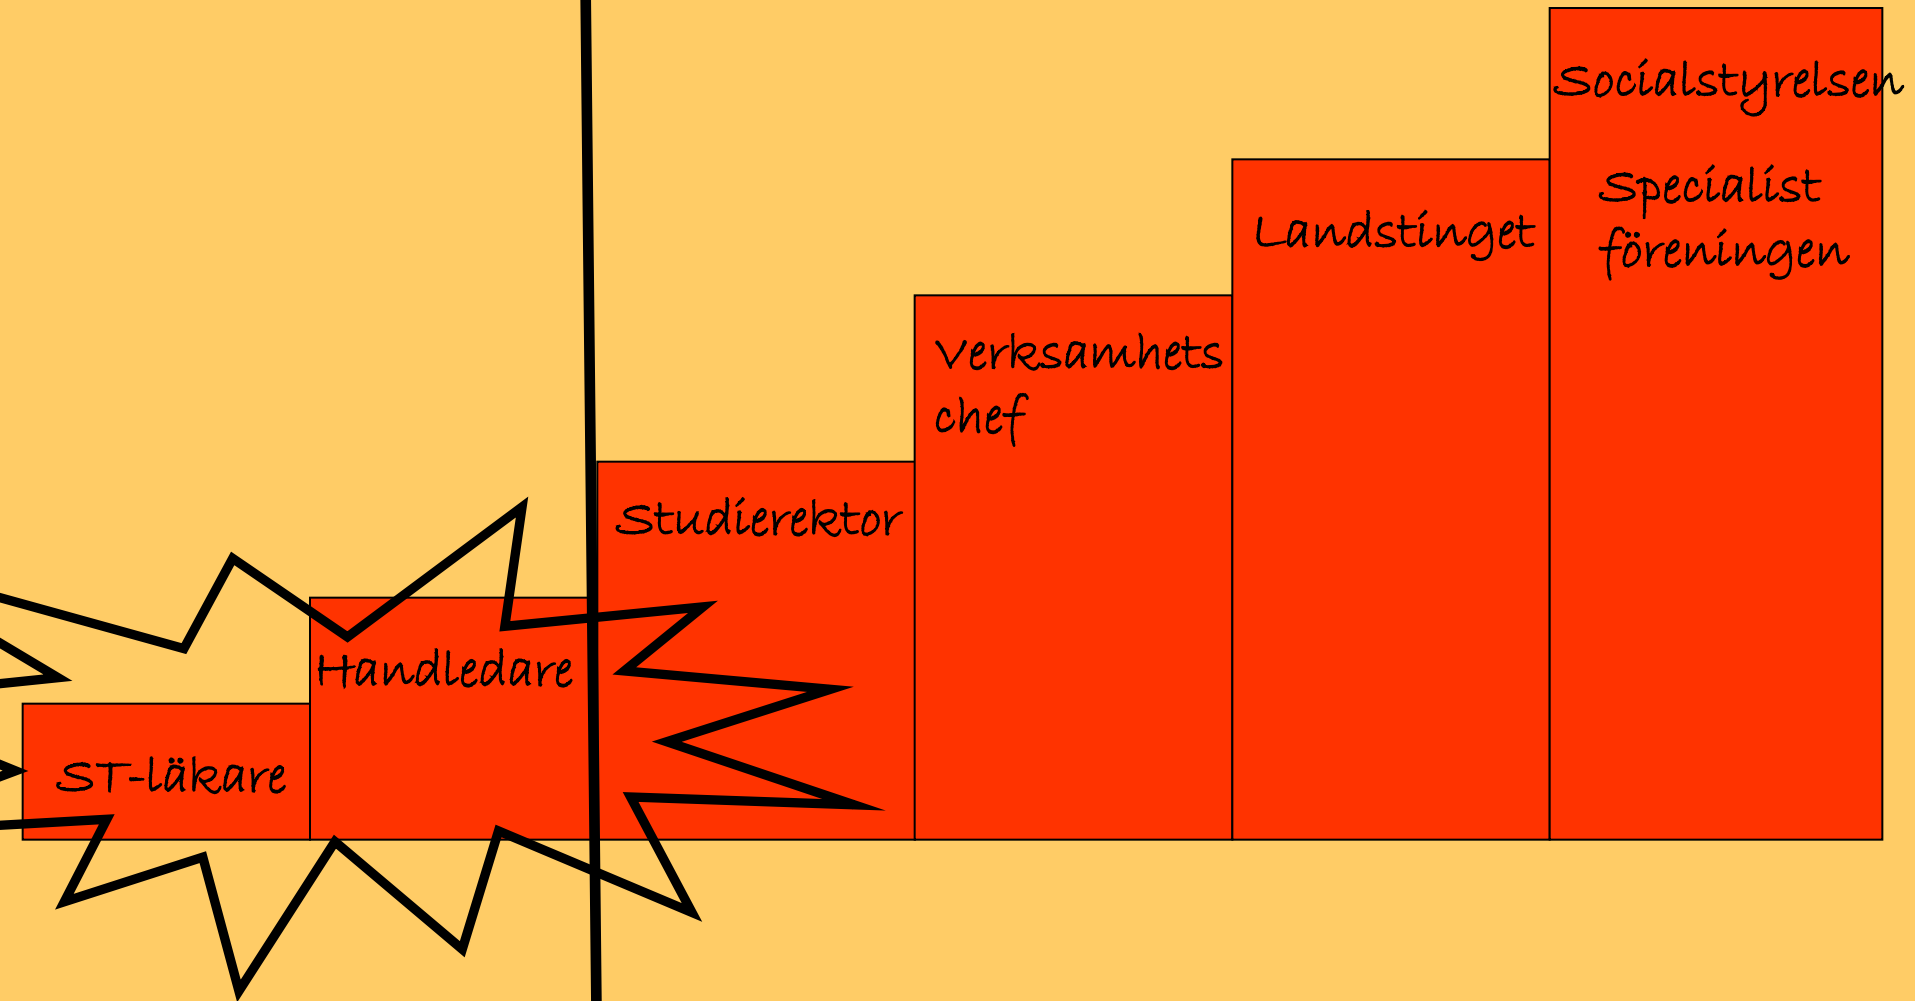 ST-läkare
Handledare
Studierektor
Verksamhets
chef
Landstinget
Socialstyrelsen
Specialist
föreningen